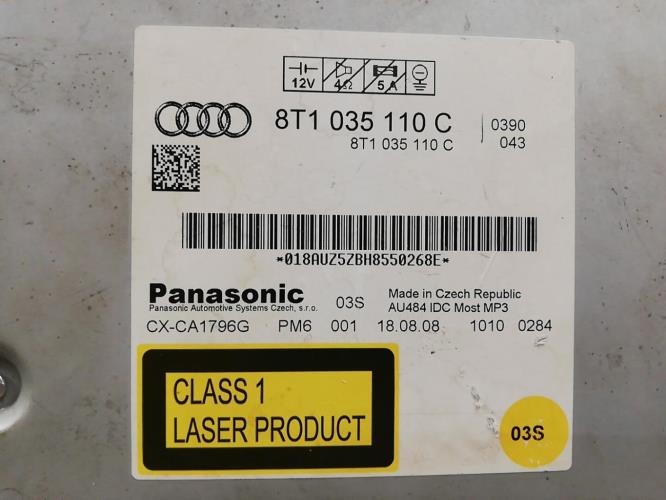 12V 4Ω 5A
8T1 035 110 C 0390
8T1 035 110 C 043
*018AUZ5ZBH8550268E*
Panasonic 03S Made in Czech Republic
Panasonic Automotive Systems Czech, s.r.o. AU484 IDC Most MP3
CX-CA1796G PM6 001 18.08.08 1010 0284
CLASS 1
LASER PRODUCT
03S